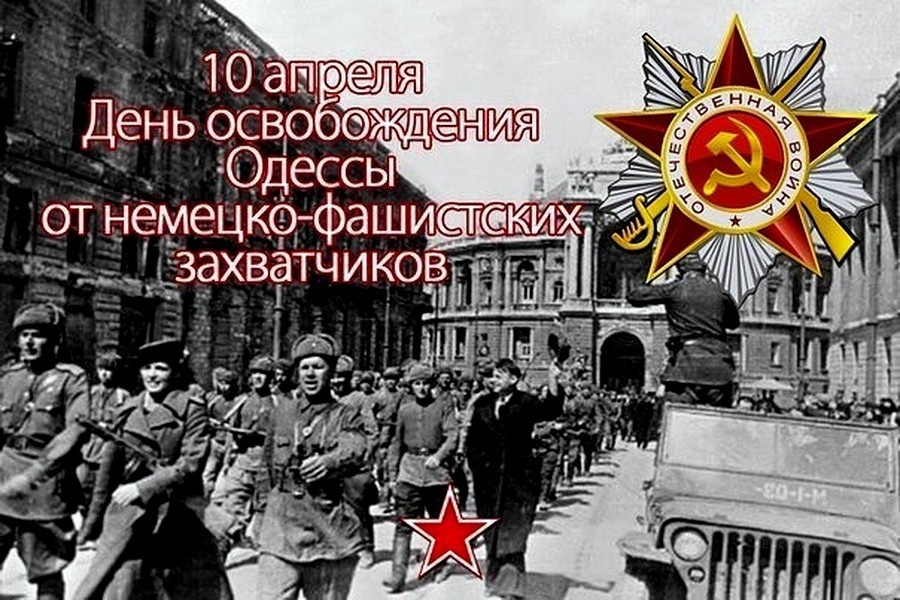 10 апреля
День освобождения
Одессы
от немецко-фашистских
захватчиков
ОТЕЧЕСТВЕННАЯ ВОЙНА